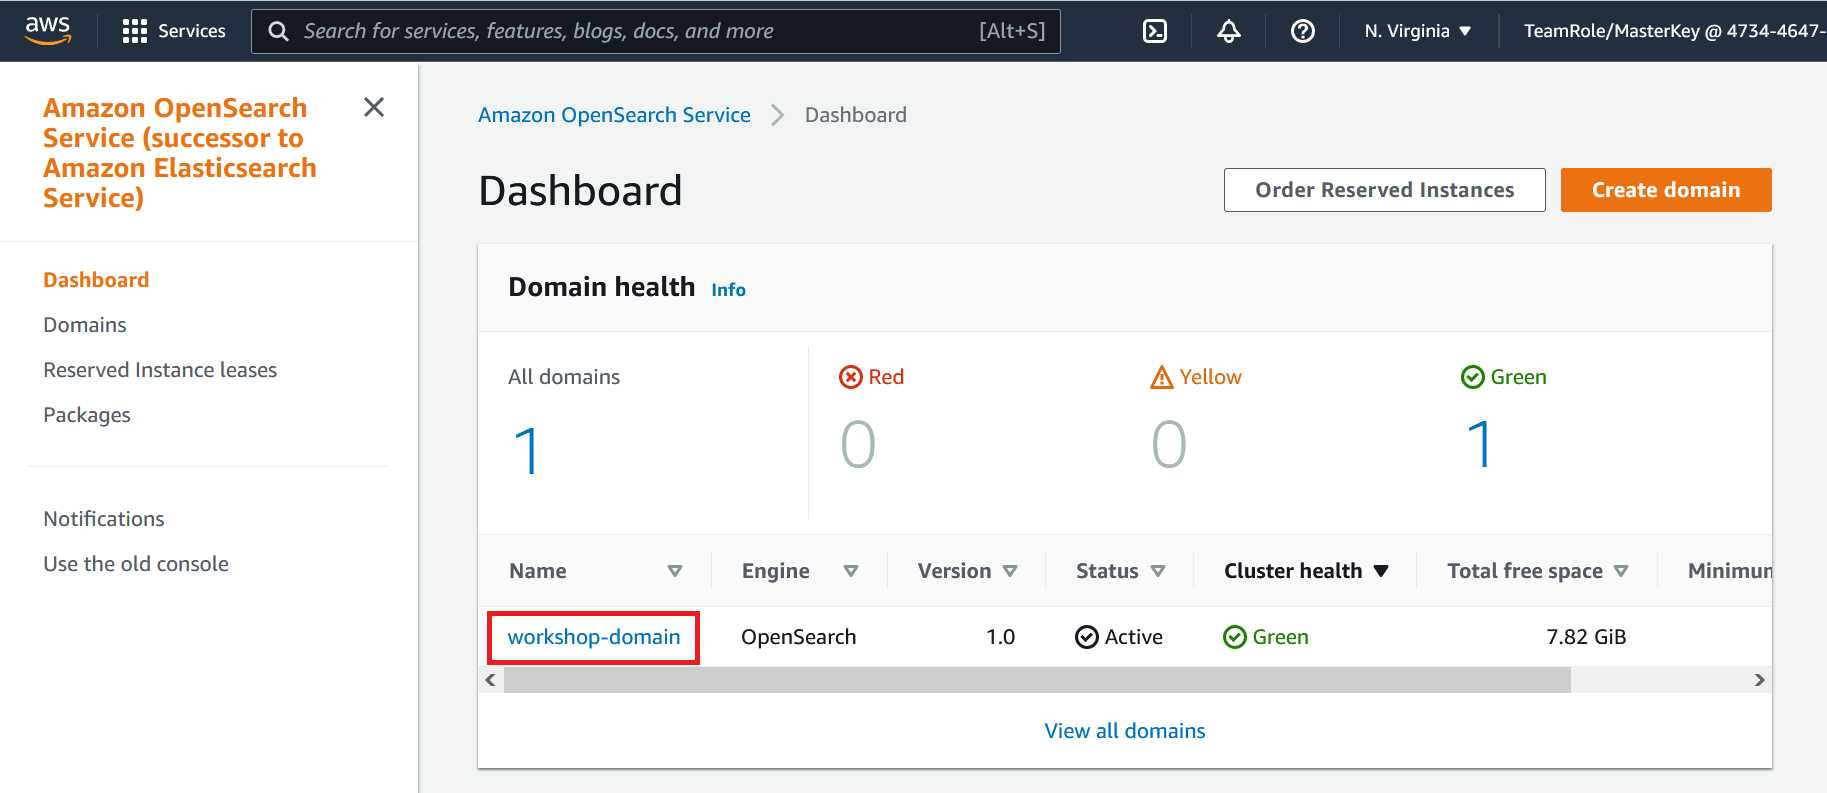 aws
Services
Search for services, features, blogs, docs, and more
[Alt+S]
N. Virginia
TeamRole/MasterKey @ 4734-4647-
Amazon OpenSearch
Service (successor to
Amazon Elasticsearch
Service)
Dashboard
Domains
Reserved Instance leases
Packages
Notifications
Use the old console
Amazon OpenSearch Service
Dashboard
Dashboard
Order Reserved Instances
Create domain
Domain health Info
All domains
1
Red
0
Yellow
0
Green
1
Name Engine Version Status Cluster health Total free space Minimum
workshop-domain OpenSearch 1.0 Active Green 7.82 GiB
View all domains